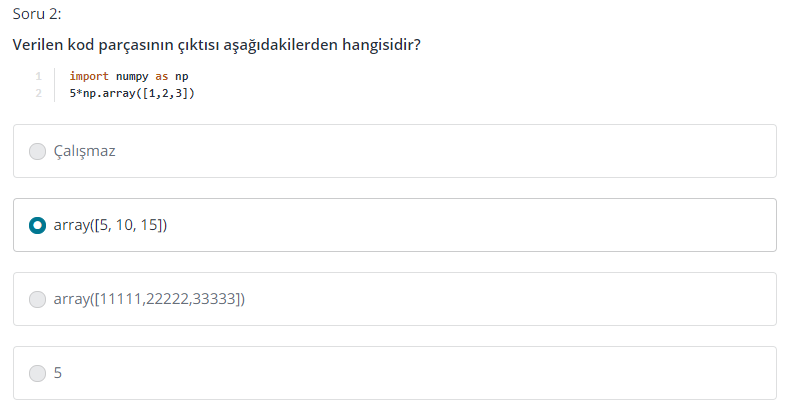 Soru 2:
Verilen kod parçasının çıktısı aşağıdakilerden hangisidir?
1 import numpy as np
2 5*np.array([1,2,3])
Çalışmaz
array([5, 10, 15])
array([11111,22222,33333])
5